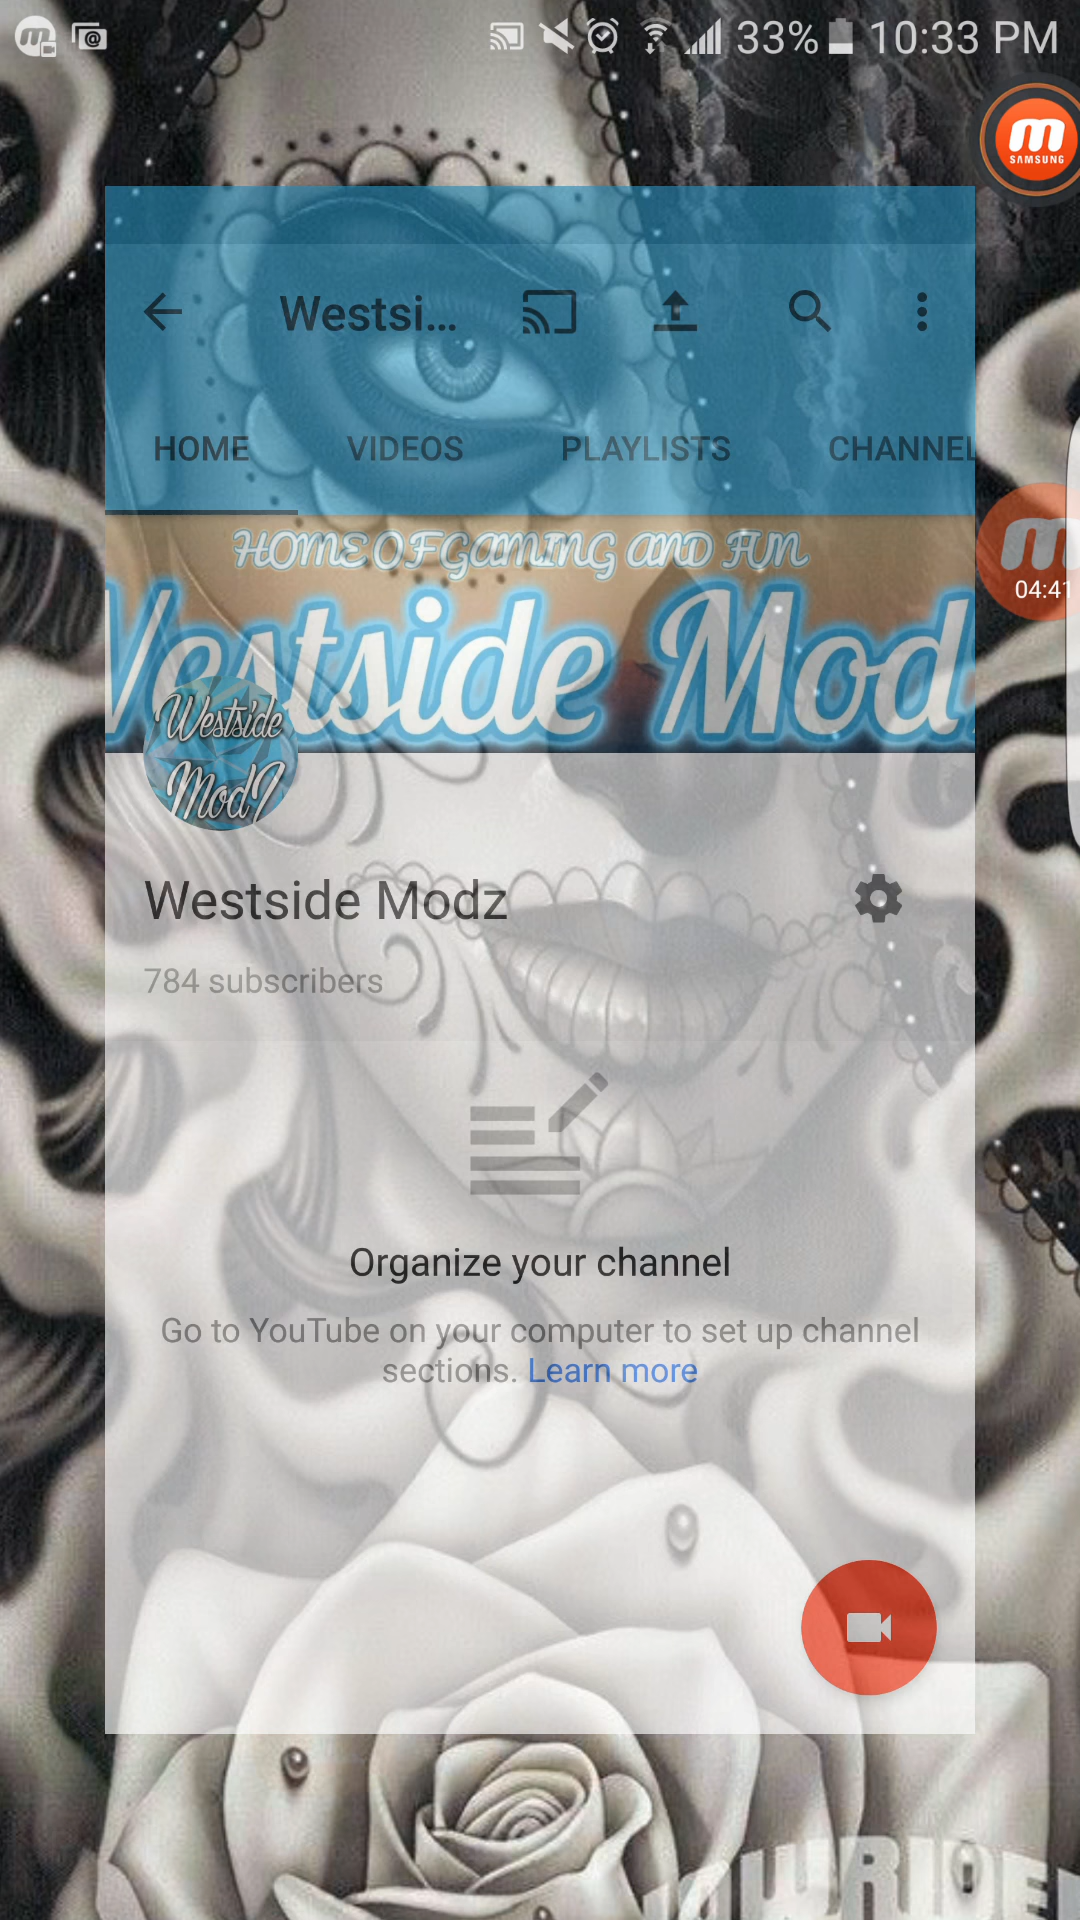 33% 10:33 PM
m
SAMSUNG
Westsi...
HOME VIDEOS PLAYLISTS CHANNEL
HOME OF GAMING AND FUN
Westside Modz
04:41
Westside
ModZ
Westside Modz
784 subscribers
Organize your channel
Go to YouTube on your computer to set up channel
sections. Learn more
LOWRIDER